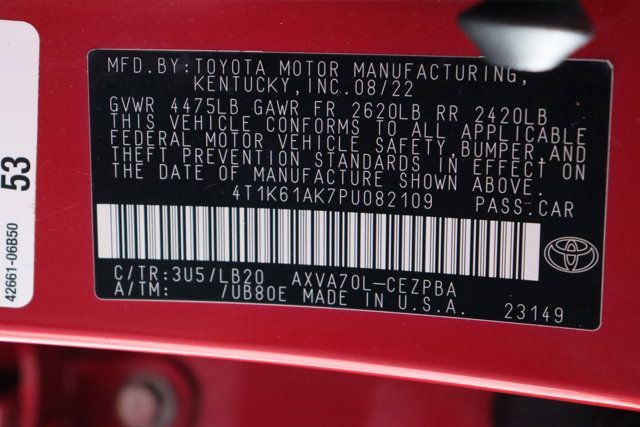 MFD.BY:TOYOTA MOTOR MANUFACTURING,
KENTUCKY,INC.08/22
GVWR 4475LB GAWR FR 2620LB RR 2420LB
THIS VEHICLE CONFORMS TO ALL APPLICABLE
FEDERAL MOTOR VEHICLE SAFETY,BUMPER,AND
THEFT PREVENTION STANDARDS IN EFFECT ON
THE DATE OF MANUFACTURE SHOWN ABOVE.
4T1K61AK7PU082109 PASS.CAR
C/TR:3U5/LB20 AXVA70L-CEZPBA
A/TM: /UB80E MADE IN U.S.A.
23149
53
42661-06B50